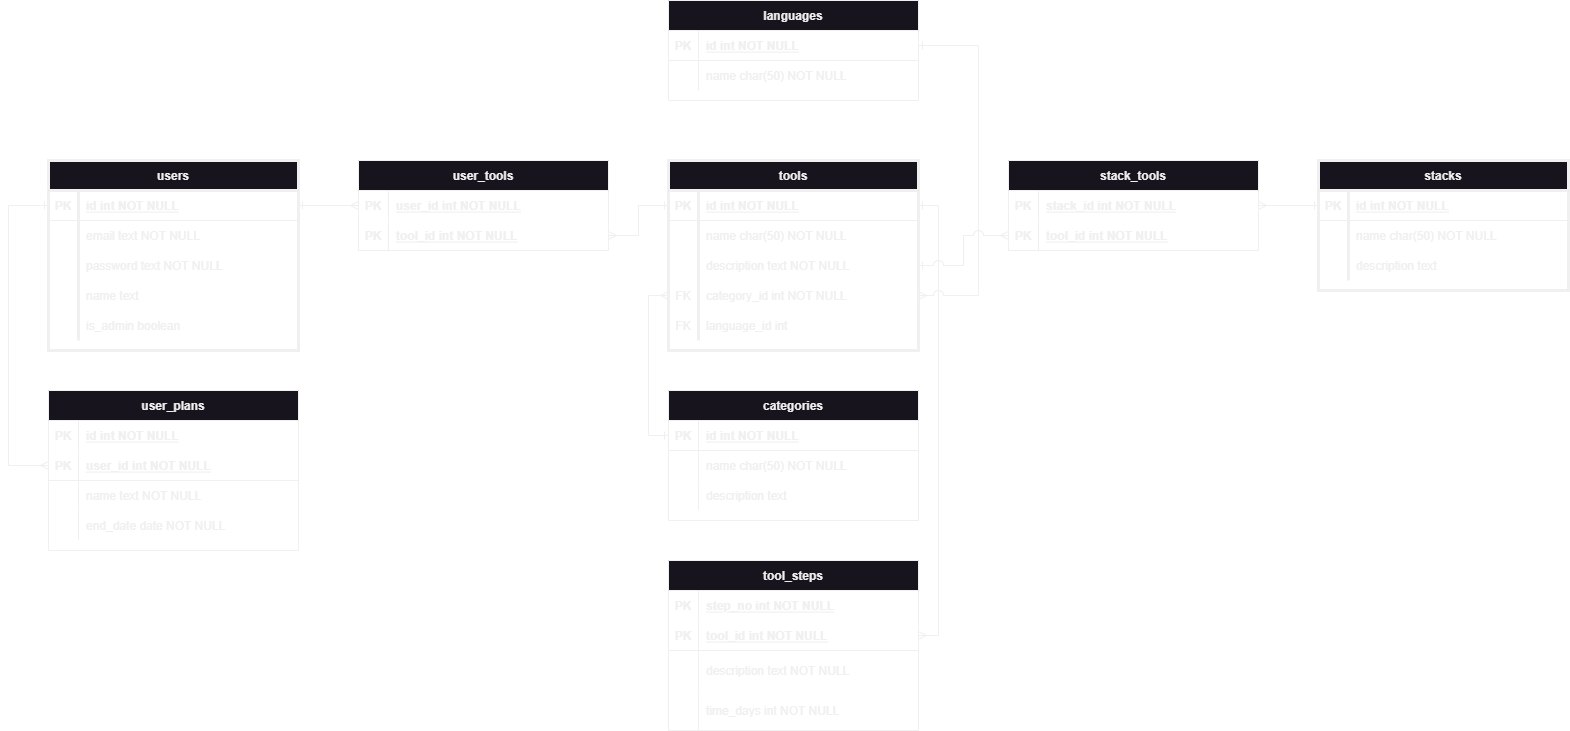 languages
PK id int NOT NULL
name char(50) NOT NULL
users
PK id int NOT NULL
email text NOT NULL
password text NOT NULL
name text
is_admin boolean
user_tools
PK user_id int NOT NULL
PK tool_id int NOT NULL
tools
PK id int NOT NULL
name char(50) NOT NULL
description text NOT NULL
FK category_id int NOT NULL
FK language_id int
stack_tools
PK stack_id int NOT NULL
PK tool_id int NOT NULL
stacks
PK id int NOT NULL
name char(50) NOT NULL
description text
user_plans
PK id int NOT NULL
PK user_id int NOT NULL
name text NOT NULL
end_date date NOT NULL
categories
PK id int NOT NULL
name char(50) NOT NULL
description text
tool_steps
PK step_no int NOT NULL
PK tool_id int NOT NULL
description text NOT NULL
time_days int NOT NULL